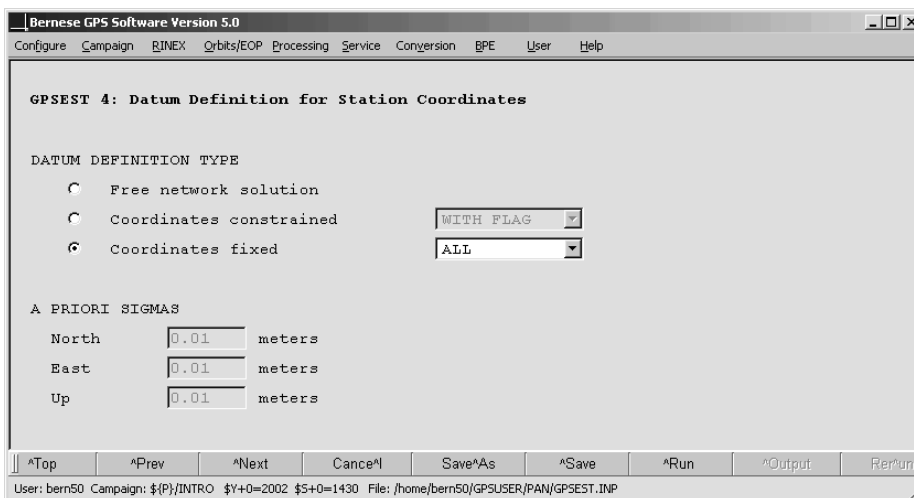 Bernese GPS Software Version 5.0
Configure Campaign RINEX Orbits/EOP Processing Service Conversion BPE User Help
GPSEST 4: Datum Definition for Station Coordinates
DATUM DEFINITION TYPE
Free network solution
Coordinates constrained WITH FLAG
Coordinates fixed ALL
A PRIORI SIGMAS
North 0.01 meters
East 0.01 meters
Up 0.01 meters
^Top ^Prev ^Next Cance^l Save^As ^Save ^Run ^Output Rer^un
User: bern50 Campaign: ${P}/INTRO $Y+0=2002 $S+0=1430 File: /home/bern50/GPSUSER/PAN/GPSEST.INP